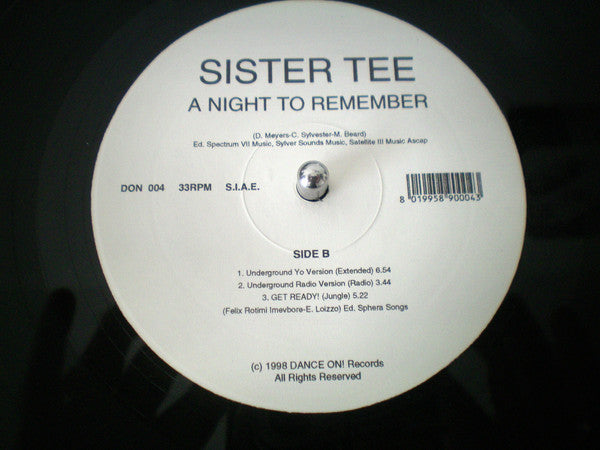 SISTER TEE
A NIGHT TO REMEMBER
(D. Meyers-C. Sylvester-M. Beard)
Ed. Spectrum VII Music, Sylver Sounds Music, Satellite III Music Ascap
DON 004 33RPM S.I.A.E.
8 019958 900043
SIDE B
1. Underground Yo Version (Extended) 6.54
2. Underground Radio Version (Radio) 3.44
3. GET READY! (Jungle) 5.22
(Felix Rotimi Imevbore-E. Loizzo) Ed. Sphera Songs
(c) 1998 DANCE ON! Records
All Rights Reserved